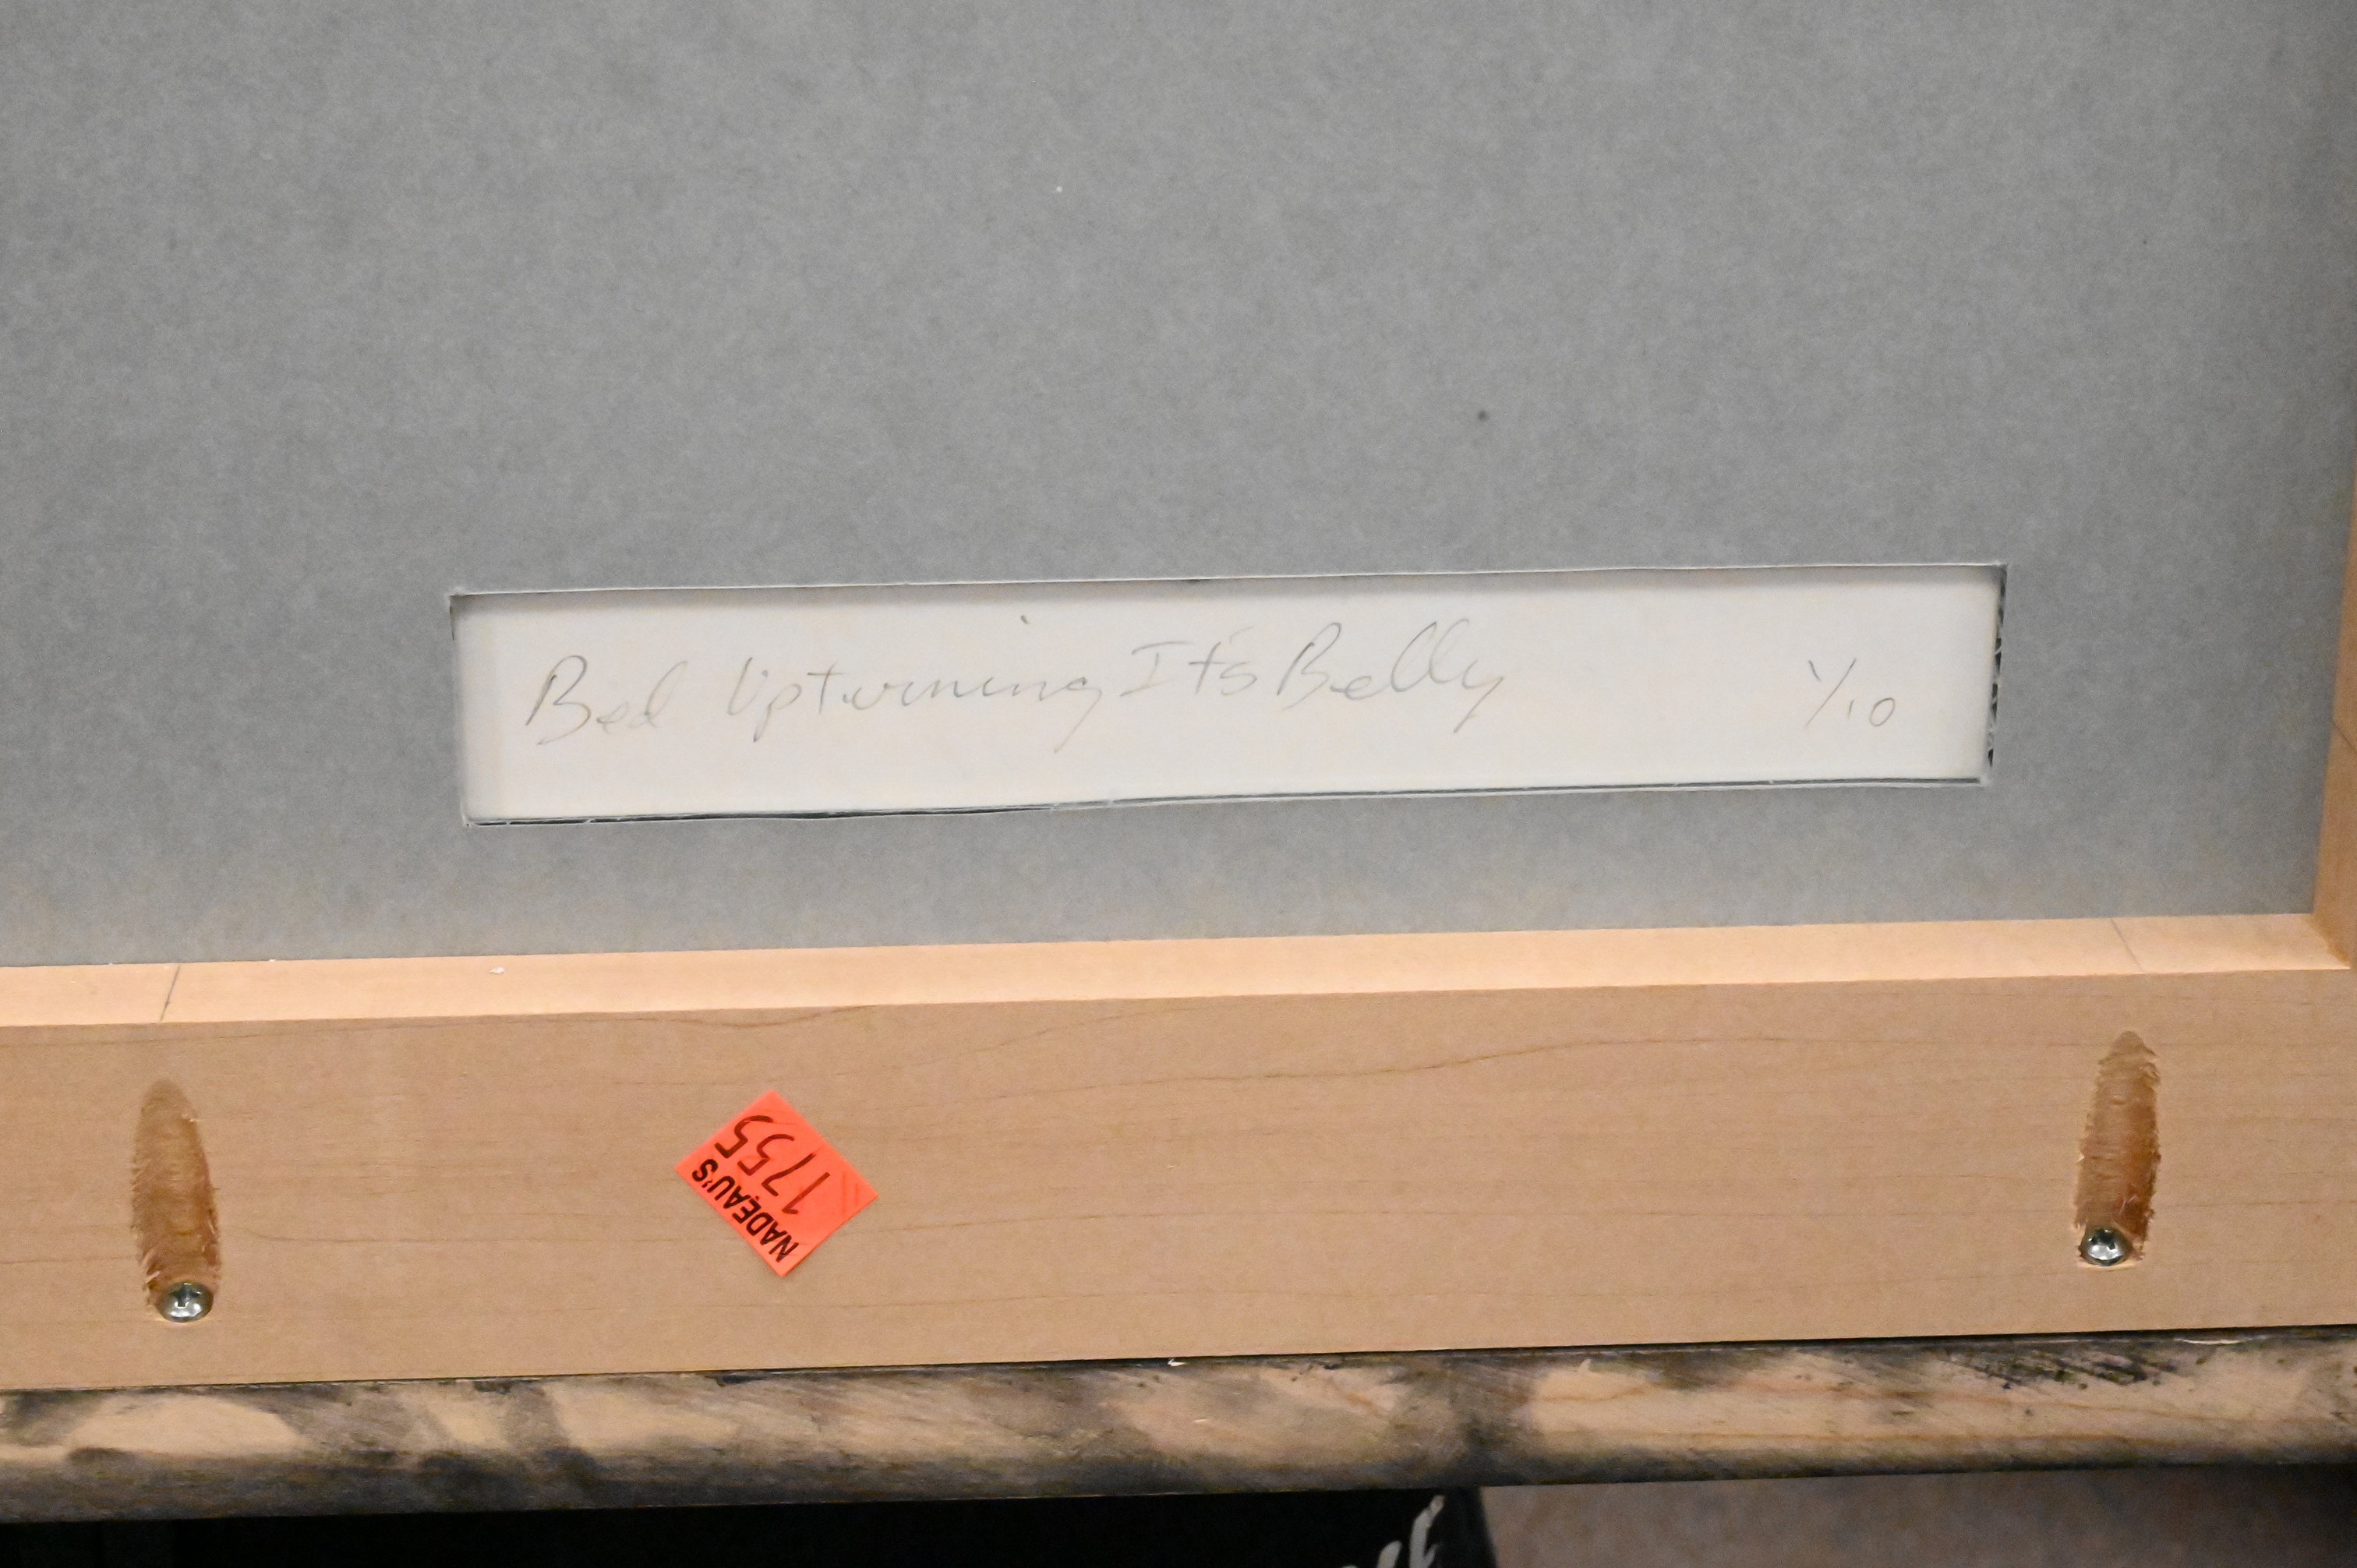 Bed Upturning It's Belly 1/10
NADEAU'S
1755